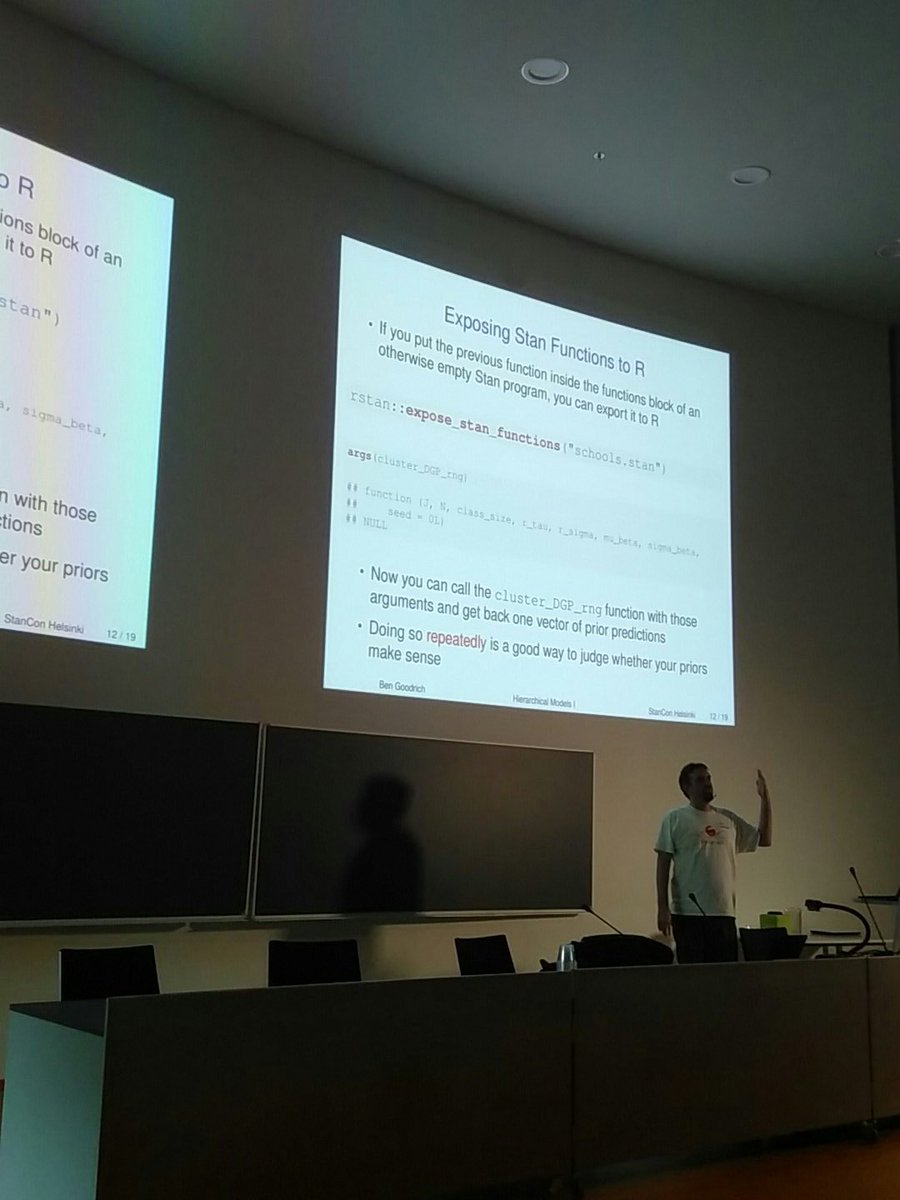 o R
ions block of an
it to R
stan")
a, sigma_beta,
n with those
ctions
er your priors
StanCon Helsinki 12 / 19
Exposing Stan Functions to R
• If you put the previous function inside the functions block of an
otherwise empty Stan program, you can export it to R
rstan::expose_stan_functions("schools.stan")
args(cluster_DGP_rng)
## function (J, N, class_size, r_tau, r_sigma, mu_beta, sigma_beta,
## seed = 0L)
## NULL
• Now you can call the cluster_DGP_rng function with those
arguments and get back one vector of prior predictions
• Doing so repeatedly is a good way to judge whether your priors
make sense
Ben Goodrich Hierarchical Models I StanCon Helsinki 12 / 19